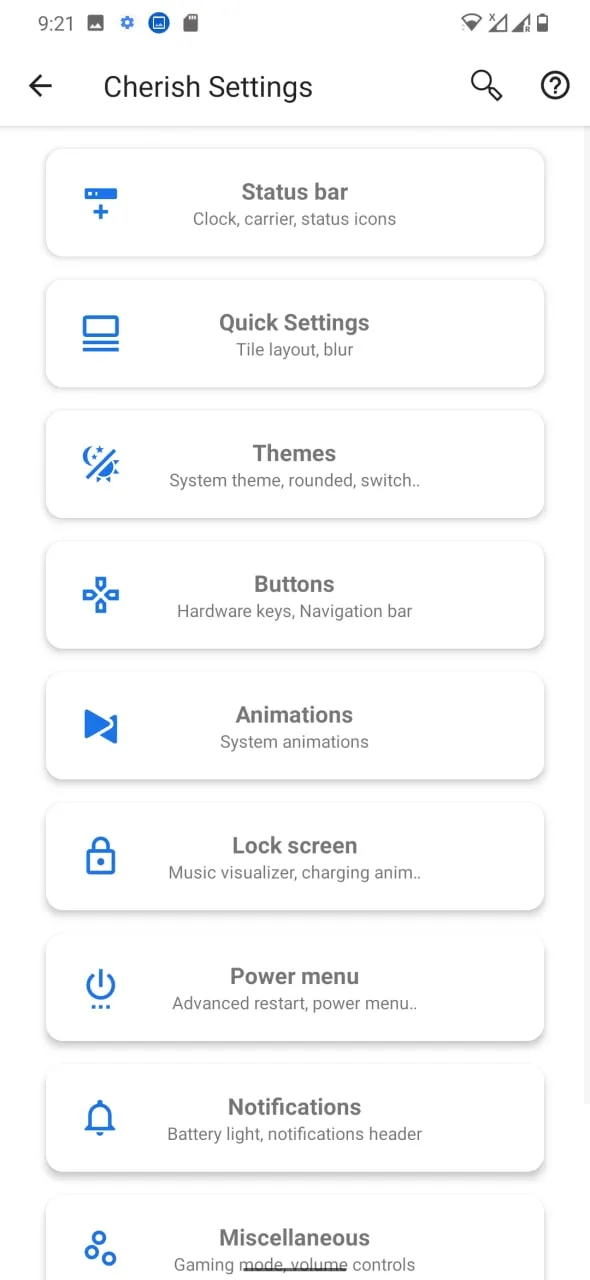 9:21
Cherish Settings
Status bar
Clock, carrier, status icons
Quick Settings
Tile layout, blur
Themes
System theme, rounded, switch..
Buttons
Hardware keys, Navigation bar
Animations
System animations
Lock screen
Music visualizer, charging anim..
Power menu
Advanced restart, power menu..
Notifications
Battery light, notifications header
Miscellaneous
Gaming mode, volume controls